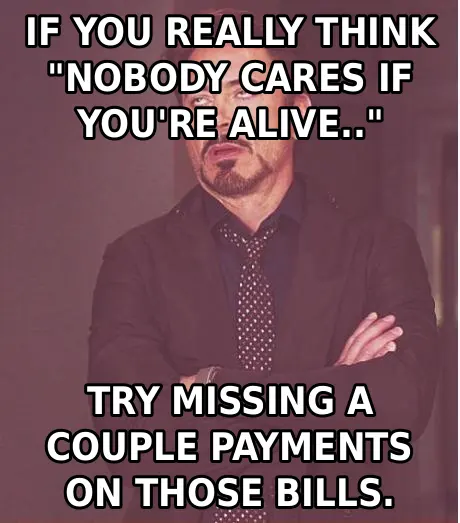 IF YOU REALLY THINK
"NOBODY CARES IF
YOU'RE ALIVE.."
TRY MISSING A
COUPLE PAYMENTS
ON THOSE BILLS.